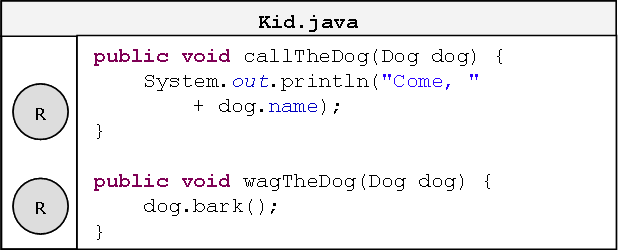 Kid.java
public void callTheDog(Dog dog) {
System.out.println("Come, "
+ dog.name);
R
}
public void wagTheDog(Dog dog) {
R
dog.bark();
}